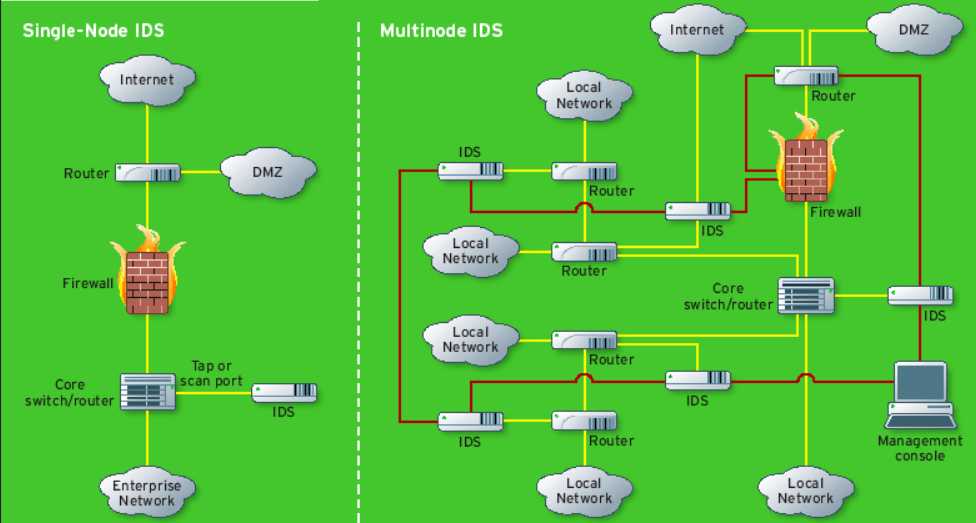 Single-Node IDS
Internet
Router
DMZ
Firewall
Tap or
scan port
Core
switch/router
IDS
Enterprise
Network
Multinode IDS
Internet
DMZ
Router
Local
Network
IDS
Router
Firewall
IDS
Local
Network
Router
Core
switch/router
IDS
Local
Network
Router
IDS
IDS
Router
Management
console
Local
Network
Local
Network